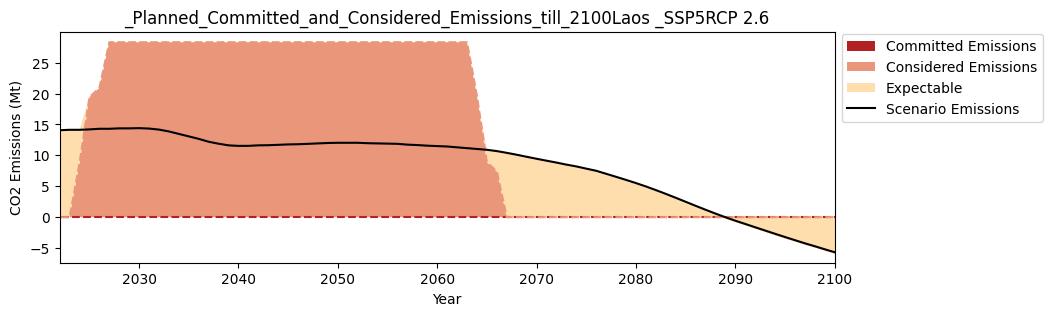 _Planned_Committed_and_Considered_Emissions_till_2100Laos _SSP5RCP 2.6
CO2 Emissions (Mt)
25
20
15
10
5
0
−5
2030 2040 2050 2060 2070 2080 2090 2100
Year
Committed Emissions
Considered Emissions
Expectable
Scenario Emissions